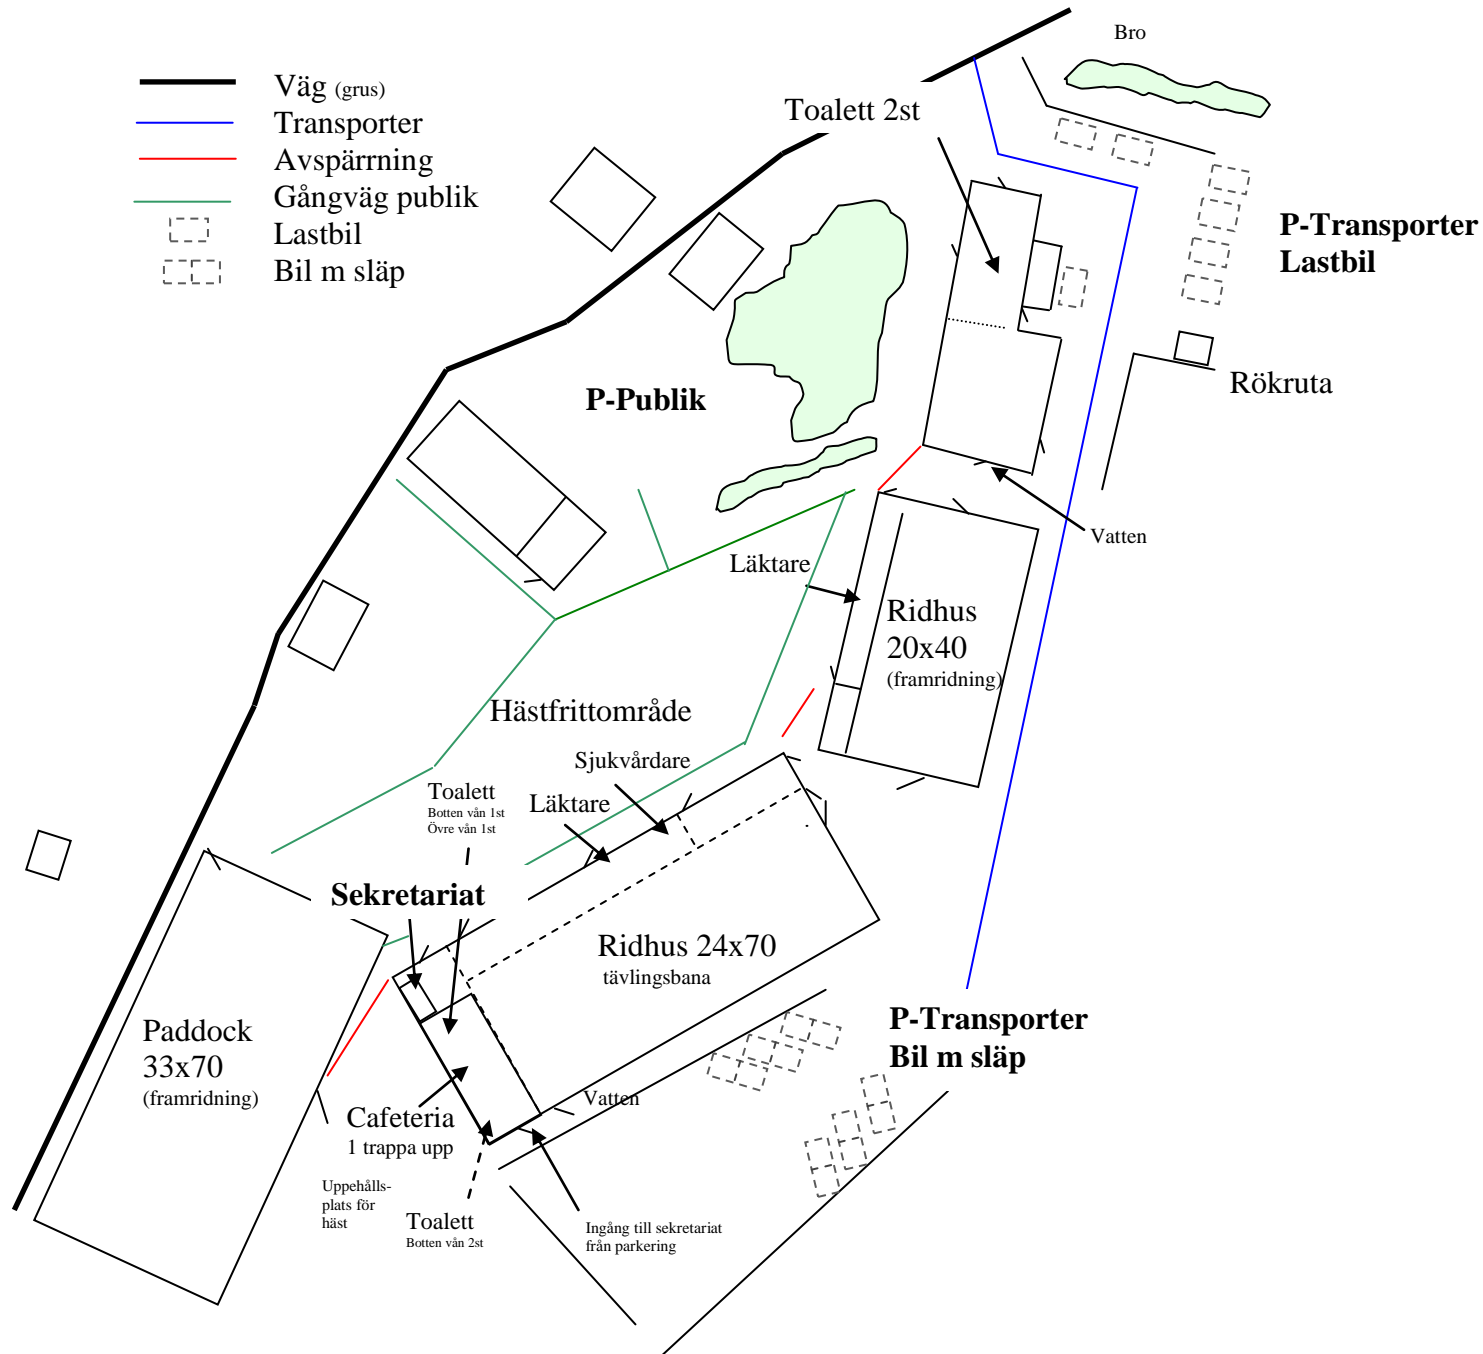 Bro
Väg (grus)
Transporter
Avspärrning
Gångväg publik
Lastbil
Bil m släp
Toalett 2st
P-Transporter
Lastbil
Rökruta
P-Publik
Vatten
Läktare
Ridhus
20x40
(framridning)
Hästfrittområde
Sjukvårdare
Läktare
Toalett
Botten vån 1st
Övre vån 1st
Sekretariat
Ridhus 24x70
tävlingsbana
P-Transporter
Bil m släp
Paddock
33x70
(framridning)
Vatten
Cafeteria
1 trappa upp
Uppehålls-
plats för
häst
Toalett
Botten vån 2st
Ingång till sekretariat
från parkering